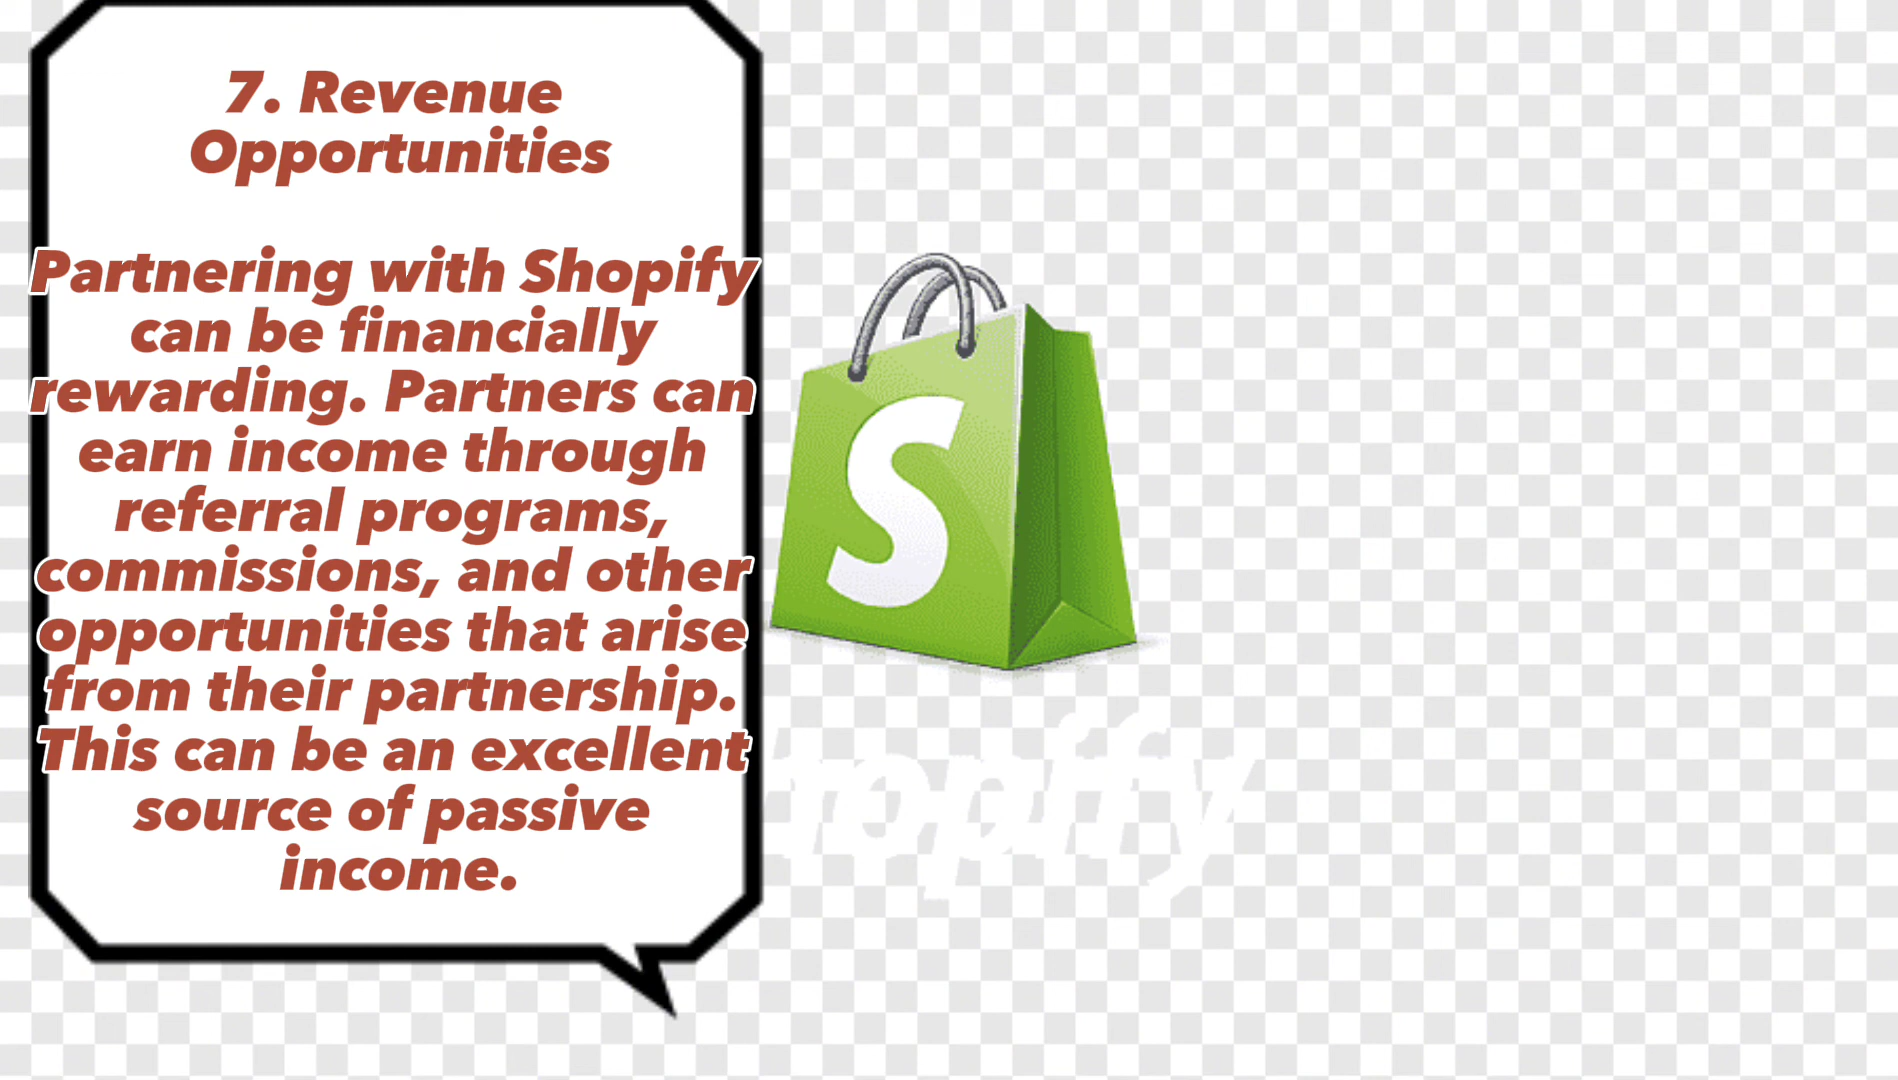 7. Revenue
Opportunities
Partnering with Shopify
can be financially
rewarding. Partners can
earn income through
referral programs,
commissions, and other
opportunities that arise
from their partnership.
This can be an excellent
source of passive
income.
S
hopify